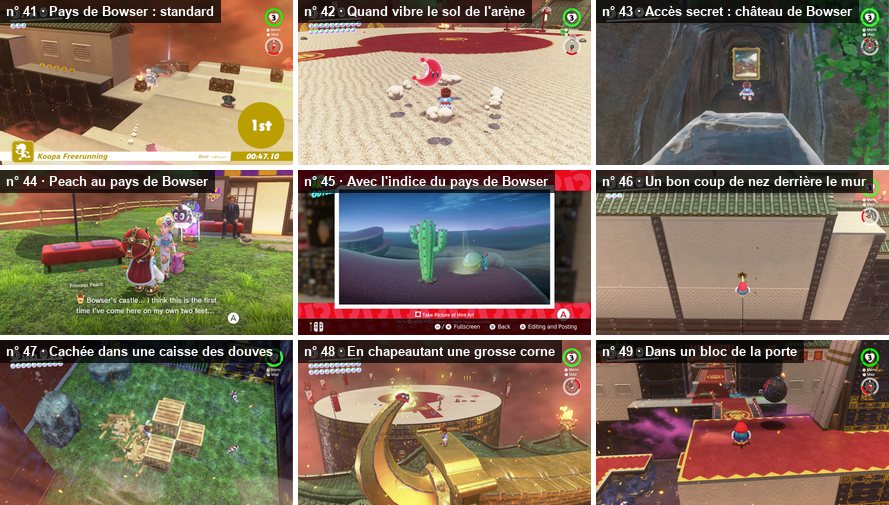 n° 41 · Pays de Bowser : standard
n° 42 · Quand vibre le sol de l'arène
n° 43 · Accès secret : château de Bowser
1st
Koopa Freerunning
00:47.10
n° 44 · Peach au pays de Bowser
n° 45 · Avec l'indice du pays de Bowser
n° 46 · Un bon coup de nez derrière le mur
Princess Peach
Bowser's castle... I think this is the first
time I've come here on my own two feet...
A
Take Picture of Hint Art
A
Fullscreen
B Back
A Editing and Posting
n° 47 · Cachée dans une caisse des douves
n° 48 · En chapeautant une grosse corne
n° 49 · Dans un bloc de la porte